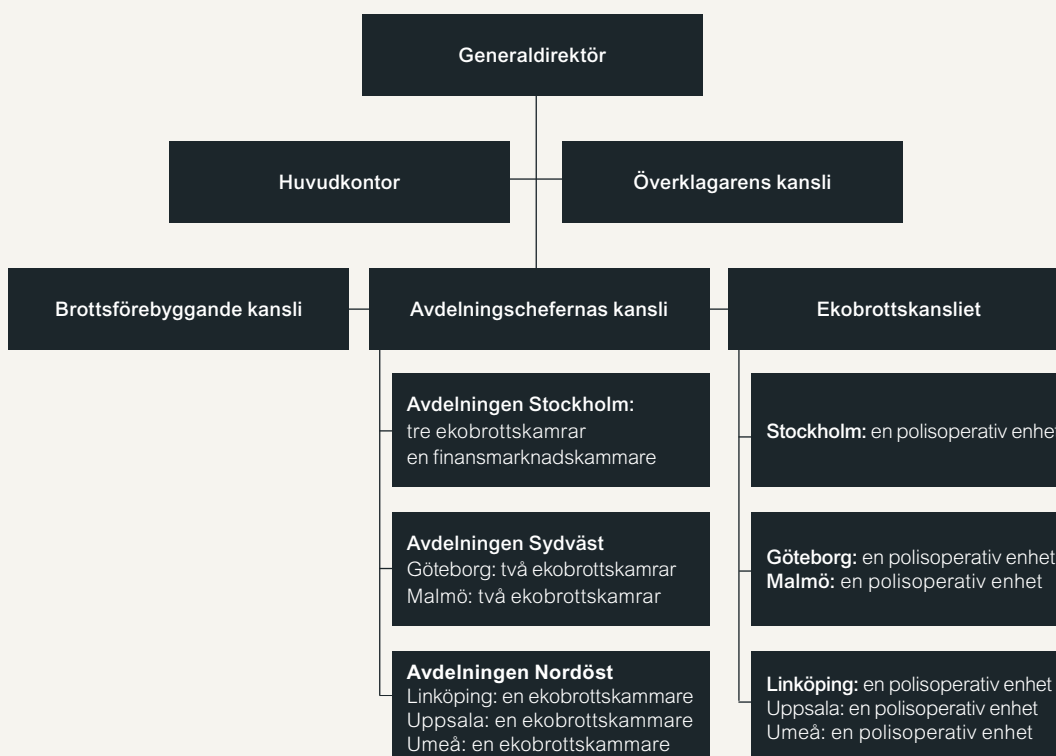 Generaldirektör
Huvudkontor
Överklagarens kansli
Brottsförebyggande kansli
Avdelningschefernas kansli
Ekobrottskansliet
Avdelningen Stockholm:
tre ekobrottskamrar
en finansmarknadskammare
Stockholm: en polisoperativ enhet
Avdelningen Sydväst
Göteborg: två ekobrottskamrar
Malmö: två ekobrottskamrar
Göteborg: en polisoperativ enhet
Malmö: en polisoperativ enhet
Avdelningen Nordöst
Linköping: en ekobrottskammare
Uppsala: en ekobrottskammare
Umeå: en ekobrottskammare
Linköping: en polisoperativ enhet
Uppsala: en polisoperativ enhet
Umeå: en polisoperativ enhet